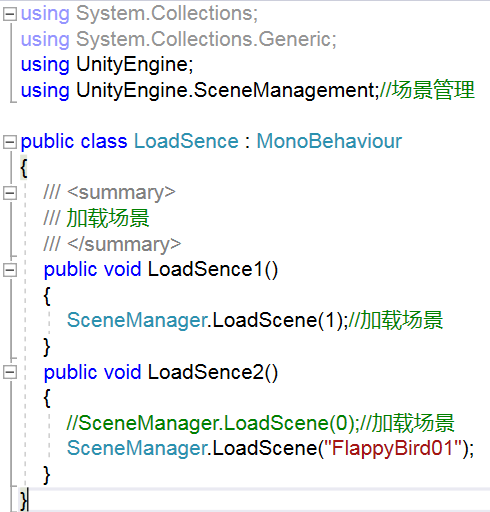 using System.Collections;
using System.Collections.Generic;
using UnityEngine;
using UnityEngine.SceneManagement;//场景管理
public class LoadSence : MonoBehaviour
{
/// <summary>
/// 加载场景
/// </summary>
public void LoadSence1()
{
SceneManager.LoadScene(1);//加载场景
}
public void LoadSence2()
{
//SceneManager.LoadScene(0);//加载场景
SceneManager.LoadScene("FlappyBird01");
}
}